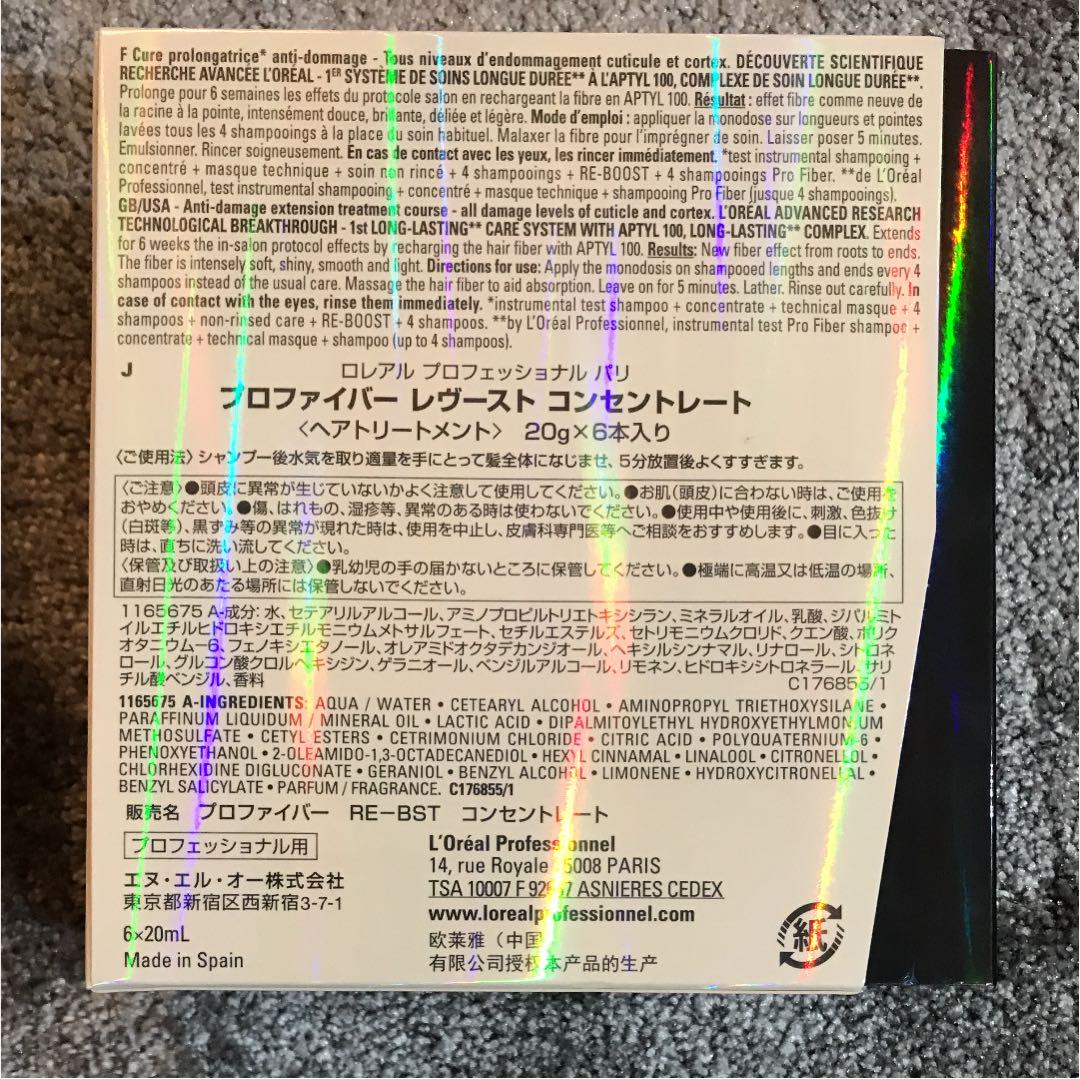 F Cure prolongatrice* anti-dommage - Tous niveaux d'endommagement cuticule et cortex. DÉCOUVERTE SCIENTIFIQUE
RECHERCHE AVANCÉE L'ORÉAL - 1ER SYSTÈME DE SOINS LONGUE DURÉE** À L'APTYL 100, COMPLEXE DE SOIN LONGUE DURÉE**.
Prolonge pour 6 semaines les effets du protocole salon en rechargeant la fibre en APTYL 100. Résultat : effet fibre comme neuve de
la racine à la pointe, intensément douce, brillante, déliée et légère. Mode d'emploi : appliquer la monodose sur longueurs et pointes
lavées tous les 4 shampooings à la place du soin habituel. Malaxer la fibre pour l'imprégner de soin. Laisser poser 5 minutes.
Emulsionner. Rincer soigneusement. En cas de contact avec les yeux, les rincer immédiatement. *test instrumental shampooing +
concentré + masque technique + soin non rincé + 4 shampooings + RE-BOOST + 4 shampooings Pro Fiber. **de L'Oréal
Professionnel, test instrumental shampooing + concentré + masque technique + shampooing Pro Fiber (jusque 4 shampooings).
GB/USA - Anti-damage extension treatment course - all damage levels of cuticle and cortex. L'ORÉAL ADVANCED RESEARCH
TECHNOLOGICAL BREAKTHROUGH - 1st LONG-LASTING** CARE SYSTEM WITH APTYL 100, LONG-LASTING** COMPLEX. Extends
for 6 weeks the in-salon protocol effects by recharging the hair fiber with APTYL 100. Results: New fiber effect from roots to ends.
The fiber is intensely soft, shiny, smooth and light. Directions for use: Apply the monodosis on shampooed lengths and ends every 4
shampoos instead of the usual care. Massage the hair fiber to aid absorption. Leave on for 5 minutes. Lather. Rinse out carefully. In
case of contact with the eyes, rinse them immediately. *instrumental test shampoo + concentrate + technical masque + 4
shampoos + non-rinsed care + RE-BOOST + 4 shampoos. **by L'Oréal Professionnel, instrumental test Pro Fiber shampoo +
concentrate + technical masque + shampoo (up to 4 shampoos).
J ロレアル プロフェッショナル パリ
プロファイバー レヴースト コンセントレート
〈ヘアトリートメント〉 20g×6本入り
〈ご使用法〉シャンプー後水気を取り適量を手にとって髪全体になじませ、5分放置後よくすすぎます。
〈ご注意〉●頭皮に異常が生じていないかよく注意して使用してください。●お肌(頭皮)に合わない時は、ご使用を
おやめください。●傷、はれもの、湿疹等、異常のある時は使わないでください。●使用中や使用後に、刺激、色抜け
(白斑等)、黒ずみ等の異常が現れた時は、使用を中止し、皮膚科専門医等へご相談をおすすめします。●目に入った
時は、直ちに洗い流してください。
〈保管及び取扱い上の注意〉●乳幼児の手の届かないところに保管してください。●極端に高温又は低温の場所、
直射日光のあたる場所には保管しないでください。
1165675 A-成分: 水、セテアリルアルコール、アミノプロピルトリエトキシシラン、ミネラルオイル、乳酸、ジパルミト
イルエチルヒドロキシエチルモニウムメトサルフェート、セチルエステルズ、セトリモニウムクロリド、クエン酸、ポリク
オタニウム-6、フェノキシエタノール、オレアミドオクタデカンジオール、ヘキシルシンナマル、リナロール、シトロネ
ロール、グルコン酸クロルヘキシジン、ゲラニオール、ベンジルアルコール、リモネン、ヒドロキシシトロネラール、サリ
チル酸ベンジル、香料
C176855/1
1165675 A-INGREDIENTS: AQUA / WATER • CETEARYL ALCOHOL • AMINOPROPYL TRIETHOXYSILANE •
PARAFFINUM LIQUIDUM / MINERAL OIL • LACTIC ACID • DIPALMITOYLETHYL HYDROXYETHYLMONIUM
METHOSULFATE • CETYL ESTERS • CETRIMONIUM CHLORIDE • CITRIC ACID • POLYQUATERNIUM-6 •
PHENOXYETHANOL • 2-OLEAMIDO-1,3-OCTADECANEDIOL • HEXYL CINNAMAL • LINALOOL • CITRONELLOL •
CHLORHEXIDINE DIGLUCONATE • GERANIOL • BENZYL ALCOHOL • LIMONENE • HYDROXYCITRONELLAL •
BENZYL SALICYLATE • PARFUM / FRAGRANCE. C176855/1
販売名 プロファイバー RE-BST コンセントレート
プロフェッショナル用
エヌ・エル・オー株式会社
東京都新宿区西新宿3-7-1
6×20mL
Made in Spain
L'Oréal Professionnel
14, rue Royale 75008 PARIS
TSA 10007 F 92 ASNIERES CEDEX
www.lorealprofessionnel.com
欧莱雅（中国
有限公司授权本产品的生产
紙